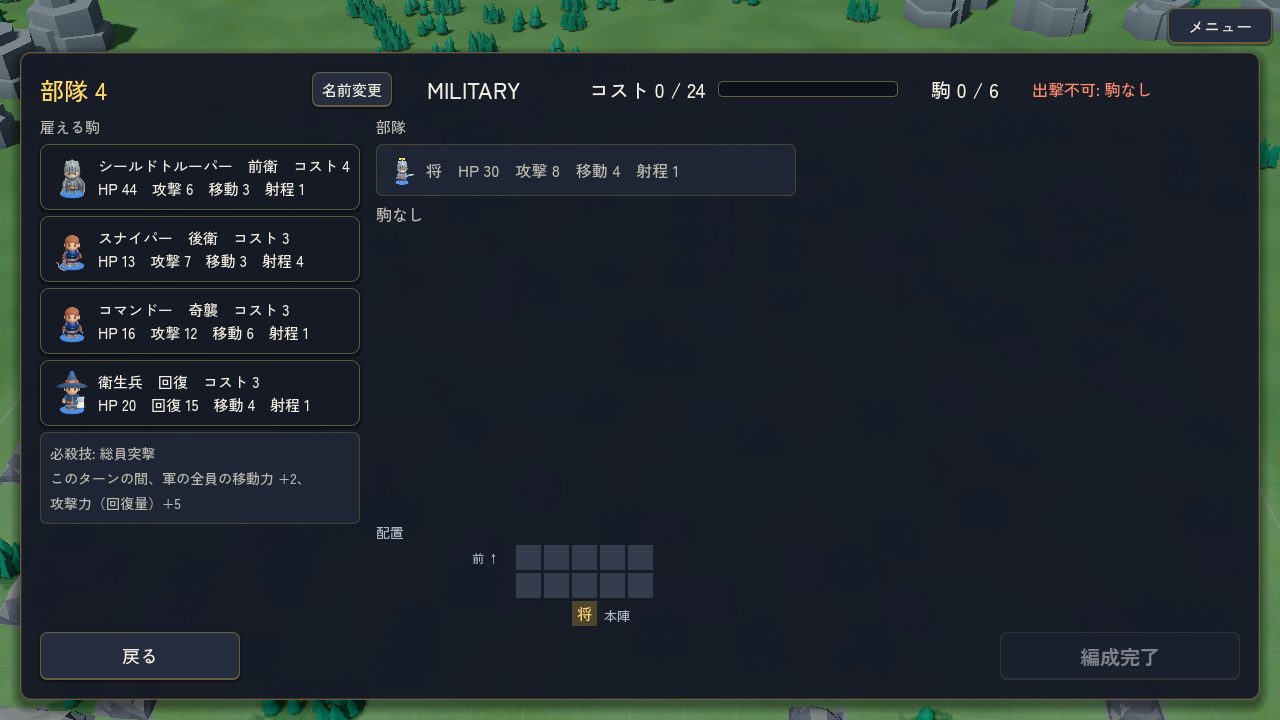 メニュー
部隊 4
名前変更
MILITARY
コスト 0 / 24
駒 0 / 6
出撃不可: 駒なし
雇える駒
シールドトルーパー　前衛　コスト 4
HP 44　攻撃 6　移動 3　射程 1
スナイパー　後衛　コスト 3
HP 13　攻撃 7　移動 3　射程 4
コマンドー　奇襲　コスト 3
HP 16　攻撃 12　移動 6　射程 1
衛生兵　回復　コスト 3
HP 20　回復 15　移動 4　射程 1
必殺技: 総員突撃
このターンの間、軍の全員の移動力 +2、
攻撃力（回復量）+5
部隊
将　HP 30　攻撃 8　移動 4　射程 1
駒なし
配置
前 ↑
将 本陣
戻る
編成完了